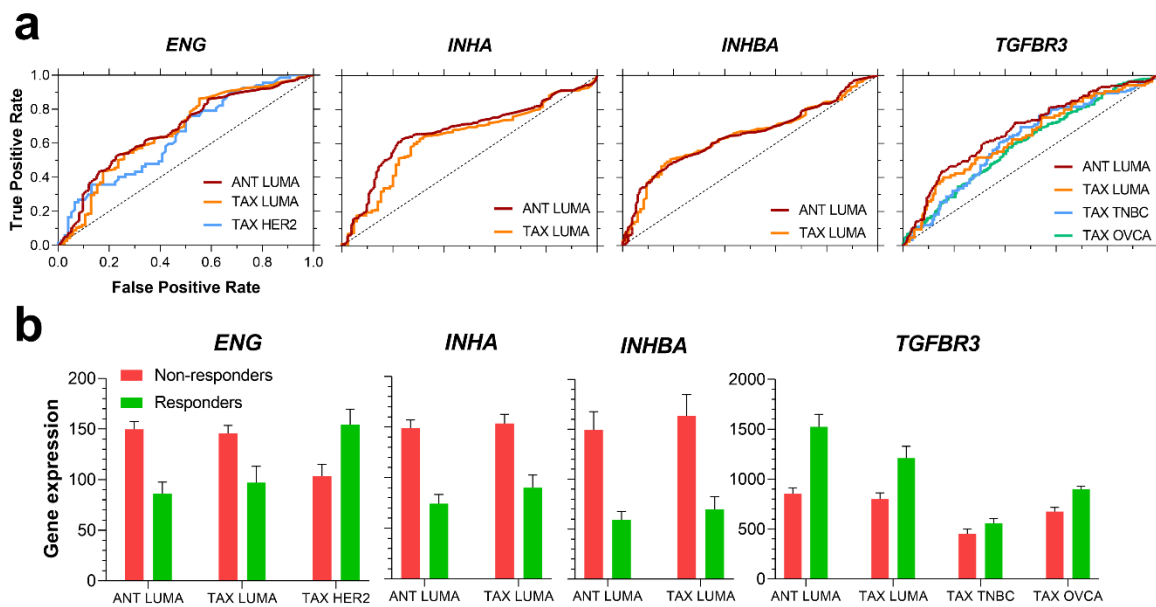 a
ENG
INHA
INHBA
TGFBR3
True Positive Rate
1.0
0.8
0.6
0.4
0.2
0.0
0.0 0.2 0.4 0.6 0.8 1.0
False Positive Rate
ANT LUMA
TAX LUMA
TAX HER2
ANT LUMA
TAX LUMA
ANT LUMA
TAX LUMA
ANT LUMA
TAX LUMA
TAX TNBC
TAX OVCA
b
ENG
INHA
INHBA
TGFBR3
Non-responders
Responders
Gene expression
200
150
100
50
0
2000
1500
1000
500
0
ANT LUMA TAX LUMA TAX HER2
ANT LUMA TAX LUMA
ANT LUMA TAX LUMA
ANT LUMA TAX LUMA TAX TNBC TAX OVCA